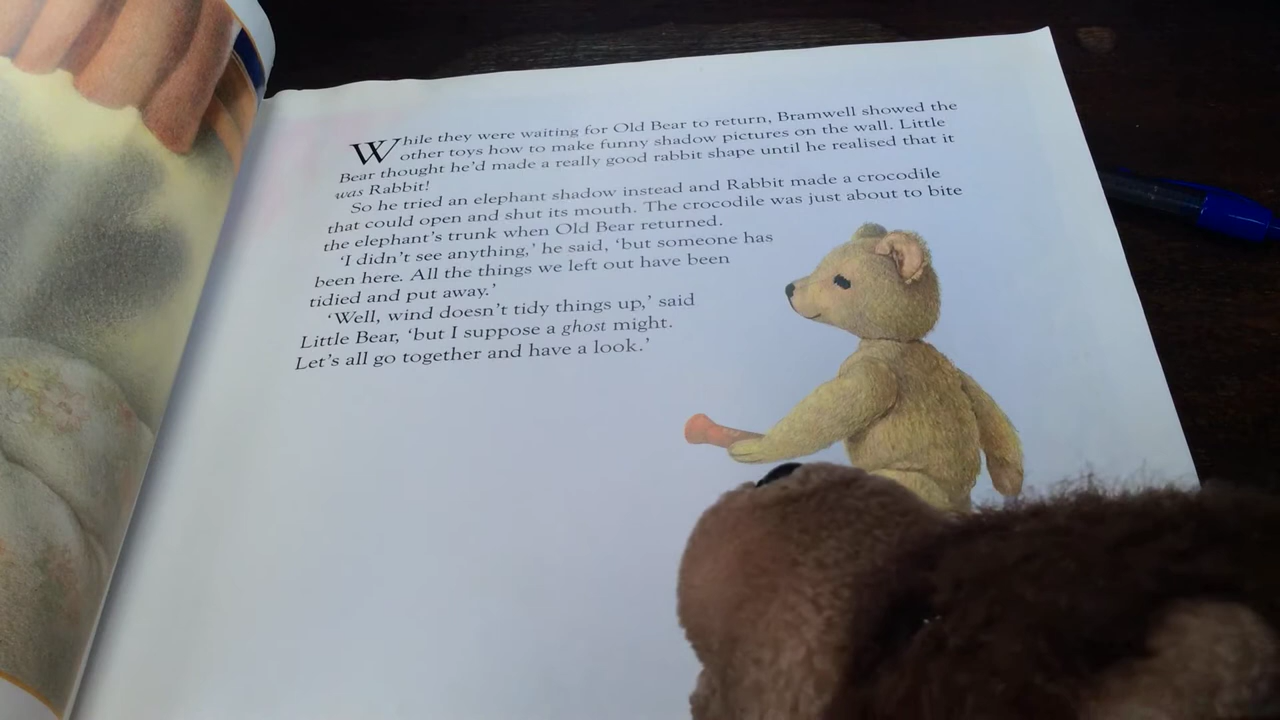 While they were waiting for Old Bear to return, Bramwell showed the
other toys how to make funny shadow pictures on the wall. Little
Bear thought he'd made a really good rabbit shape until he realised that it
was Rabbit!
So he tried an elephant shadow instead and Rabbit made a crocodile
that could open and shut its mouth. The crocodile was just about to bite
the elephant's trunk when Old Bear returned.
‘I didn't see anything,’ he said, ‘but someone has
been here. All the things we left out have been
tidied and put away.’
‘Well, wind doesn't tidy things up,’ said
Little Bear, ‘but I suppose a ghost might.
Let's all go together and have a look.’